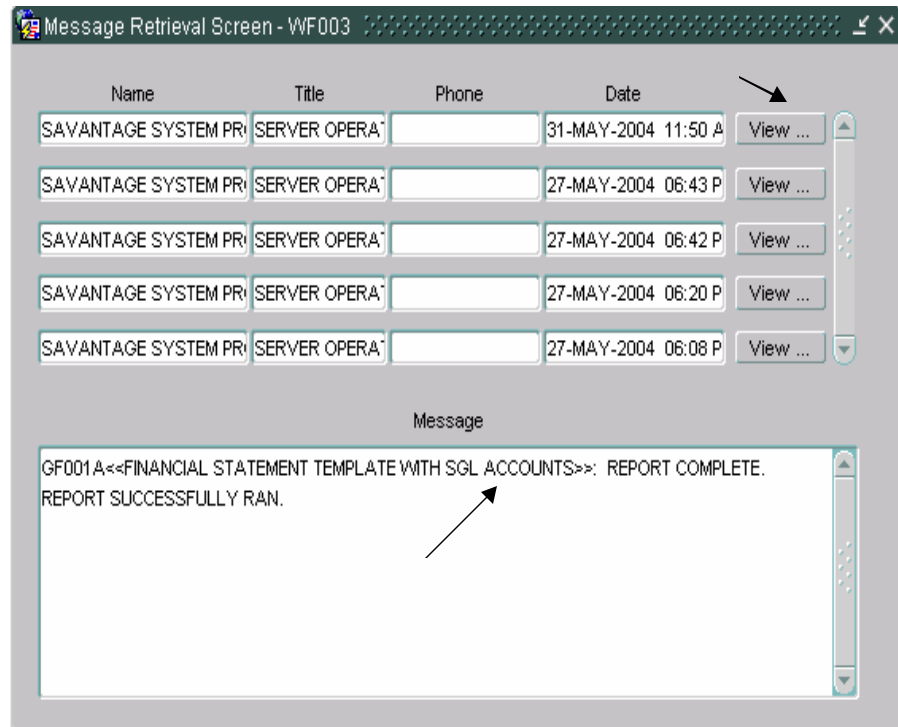 Message Retrieval Screen - WF003
Name Title Phone Date
SAVANTAGE SYSTEM PR SERVER OPERA 31-MAY-2004 11:50 A View ...
SAVANTAGE SYSTEM PR SERVER OPERA 27-MAY-2004 06:43 P View ...
SAVANTAGE SYSTEM PR SERVER OPERA 27-MAY-2004 06:42 P View ...
SAVANTAGE SYSTEM PR SERVER OPERA 27-MAY-2004 06:20 P View ...
SAVANTAGE SYSTEM PR SERVER OPERA 27-MAY-2004 06:08 P View ...
Message
GF001A<<FINANCIAL STATEMENT TEMPLATE WITH SGL ACCOUNTS>>: REPORT COMPLETE.
REPORT SUCCESSFULLY RAN.